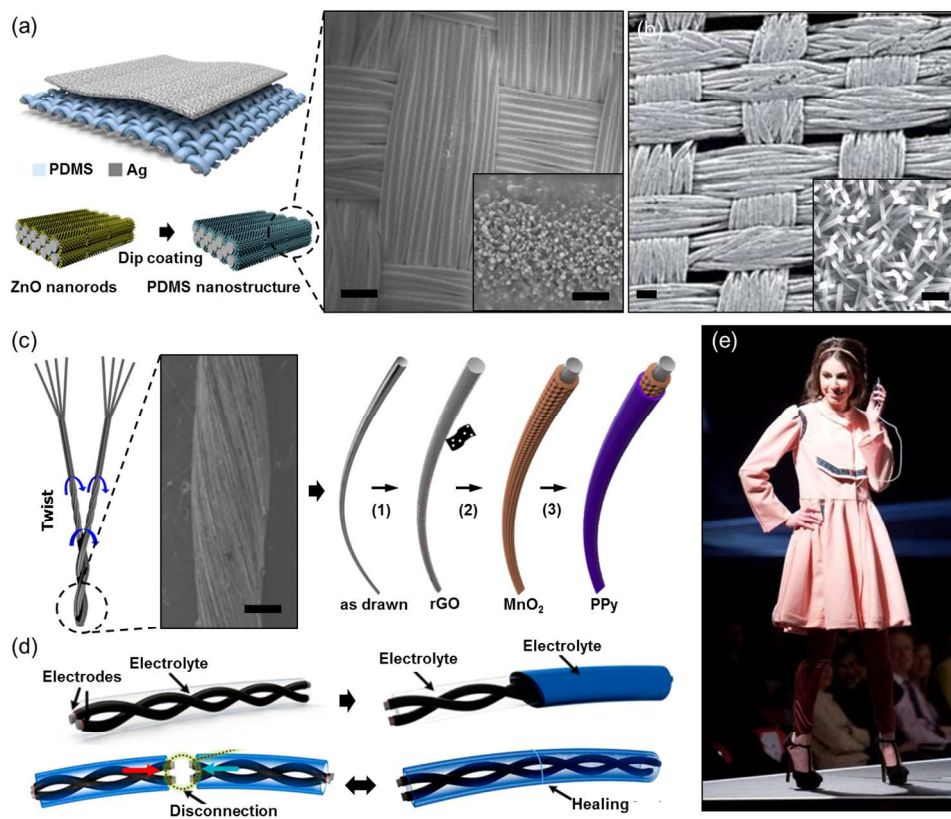 (a)
PDMS
Ag
ZnO nanorods
Dip coating
PDMS nanostructure
(b)
(c)
Twist
as drawn
(1)
rGO
(2)
MnO₂
(3)
PPy
(d)
Electrodes
Electrolyte
Electrolyte
Electrolyte
Disconnection
Healing
(e)